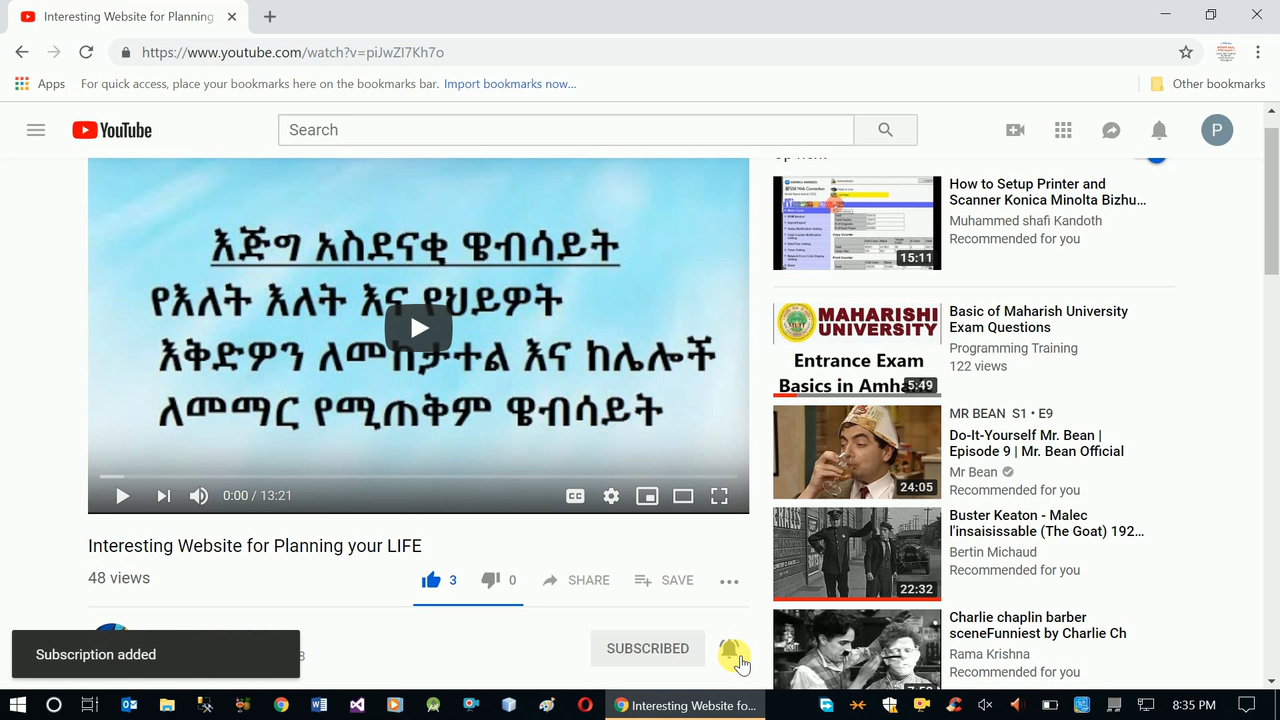 Interesting Website for Planning
https://www.youtube.com/watch?v=piJwZI7Kh7o
Apps
For quick access, place your bookmarks here on the bookmarks bar. Import bookmarks now...
Other bookmarks
YouTube
Search
P
እጅግ አስደናቂ ዌብሳይት
የእለት እለት እና የህይዎት
እቅድዎን ለመከታተል እና ከሌሎች
ለመማር የሚጠቅም ዌብሳይት
0:00 / 13:21
CC
Interesting Website for Planning your LIFE
48 views
3
0
SHARE
SAVE
Subscription added
SUBSCRIBED
Up next
15:11
How to Setup Printer and
Scanner Konica Minolta Bizhu...
Muhammed shafi Kandoth
Recommended for you
MAHARISHI
UNIVERSITY
Entrance Exam
Basics in
5:49
Basic of Maharish University
Exam Questions
Programming Training
122 views
24:05
MR BEAN S1 • E9
Do-It-Yourself Mr. Bean |
Episode 9 | Mr. Bean Official
Mr Bean
Recommended for you
22:32
Buster Keaton - Malec
l'insaisissable (The Goat) 192...
Bertin Michaud
Recommended for you
Charlie chaplin barber
sceneFunniest by Charlie Ch
Rama Krishna
Recommended for you
Interesting Website fo...
8:35 PM